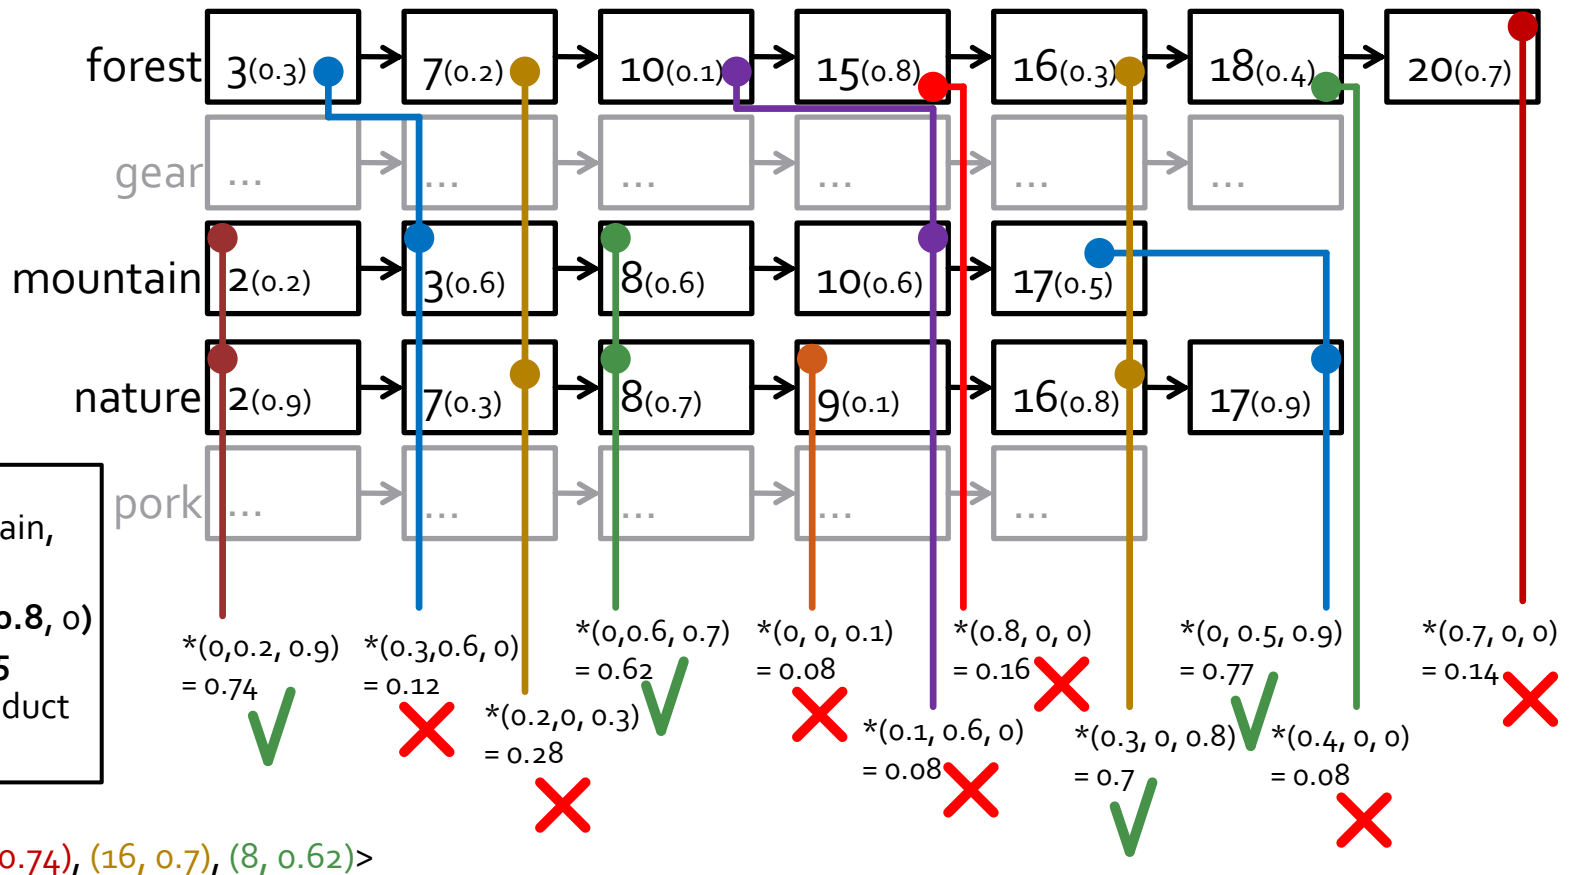 forest 3(0.3) 7(0.2) 10(0.1) 15(0.8) 16(0.3) 18(0.4) 20(0.7)
gear ... ... ... ... ... ...
mountain 2(0.2) 3(0.6) 8(0.6) 10(0.6) 17(0.5)
nature 2(0.9) 7(0.3) 8(0.7) 9(0.1) 16(0.8) 17(0.9)
pork ... ... ... ... ...
ain,
0.8, 0)
5
duct
*(0,0.2, 0.9)
= 0.74
*(0.3,0.6, 0)
= 0.12
*(0.2,0, 0.3)
= 0.28
*(0,0.6, 0.7)
= 0.62
*(0, 0, 0.1)
= 0.08
*(0.1, 0.6, 0)
= 0.08
*(0.8, 0, 0)
= 0.16
*(0.3, 0, 0.8)
= 0.7
*(0, 0.5, 0.9)
= 0.77
*(0.4, 0, 0)
= 0.08
*(0.7, 0, 0)
= 0.14
0.74), (16, 0.7), (8, 0.62)>